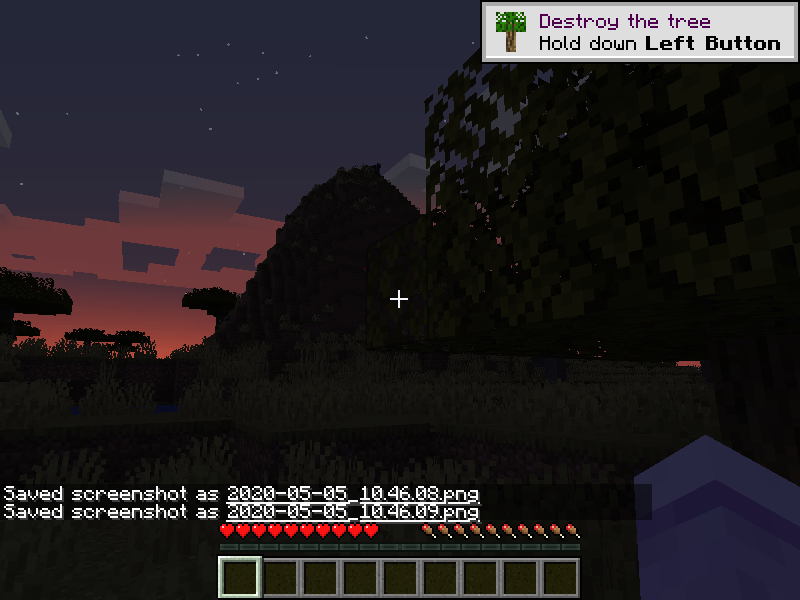 Destroy the tree
Hold down Left Button
Saved screenshot as 2020-05-05_10.46.08.png
Saved screenshot as 2020-05-05_10.46.09.png